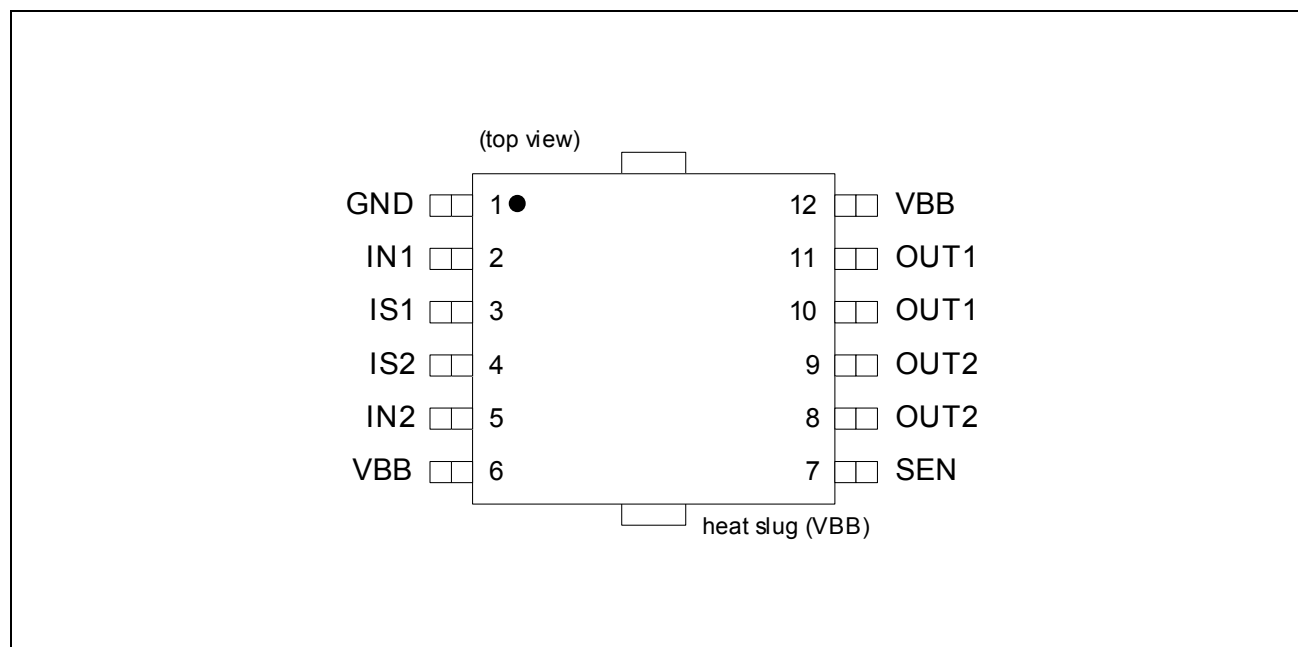 (top view)
GND 1 12 VBB
IN1 2 11 OUT1
IS1 3 10 OUT1
IS2 4 9 OUT2
IN2 5 8 OUT2
VBB 6 7 SEN
heat slug (VBB)